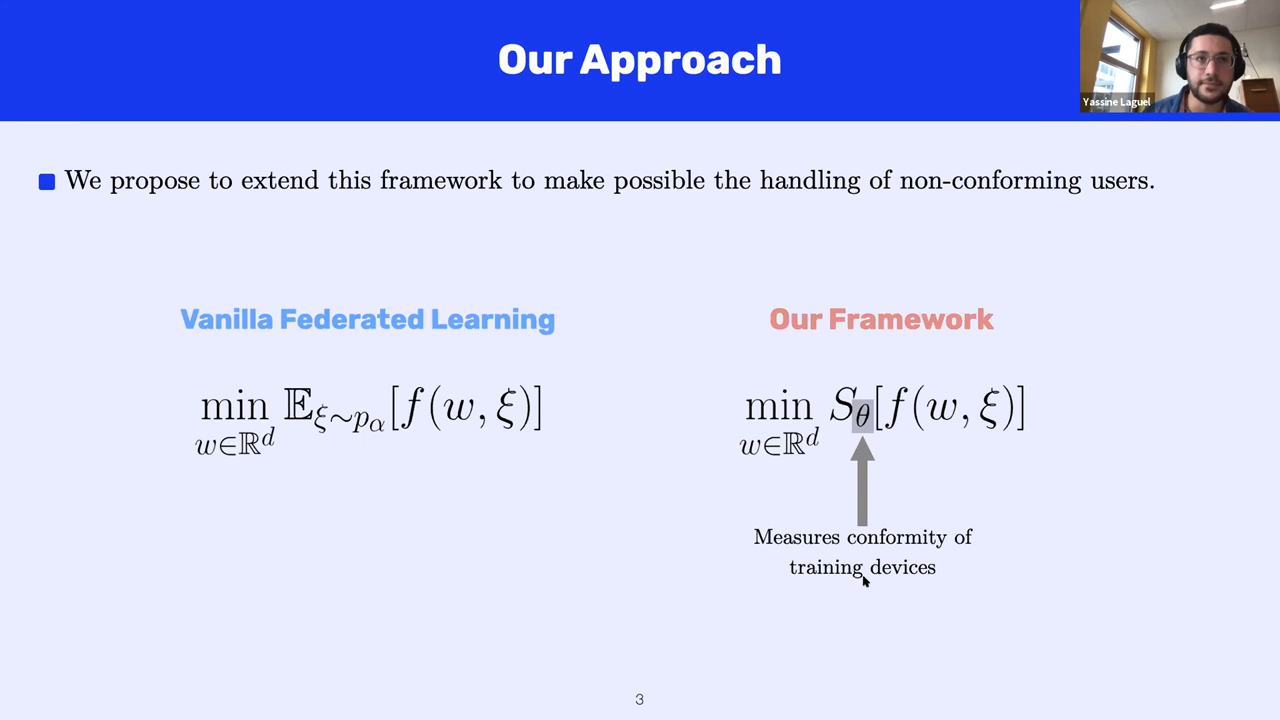 Our Approach
Yassine Laguel
We propose to extend this framework to make possible the handling of non-conforming users.
Vanilla Federated Learning
min_{w∈ℝ^d} 𝔼_{ξ∼p_α}[f(w, ξ)]
Our Framework
min_{w∈ℝ^d} S_θ[f(w, ξ)]
Measures conformity of
training devices
3